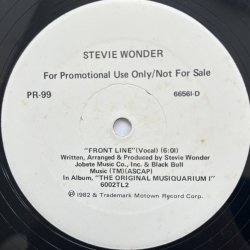 STEVIE WONDER
For Promotional Use Only/Not For Sale
PR-99 66561-D
"FRONT LINE"(Vocal) (6:01)
Written, Arranged & Produced by Stevie Wonder
Jobete Music Co., Inc. & Black Bull
Music (TM)(ASCAP)
In Album, "THE ORIGINAL MUSIQUARIUM I"
6002TL2
©1982 & Trademark Motown Record Corp.